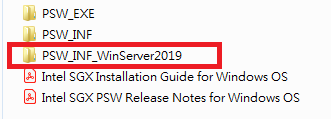 PSW_EXE
PSW_INF
PSW_INF_WinServer2019
Intel SGX Installation Guide for Windows OS
Intel SGX PSW Release Notes for Windows OS